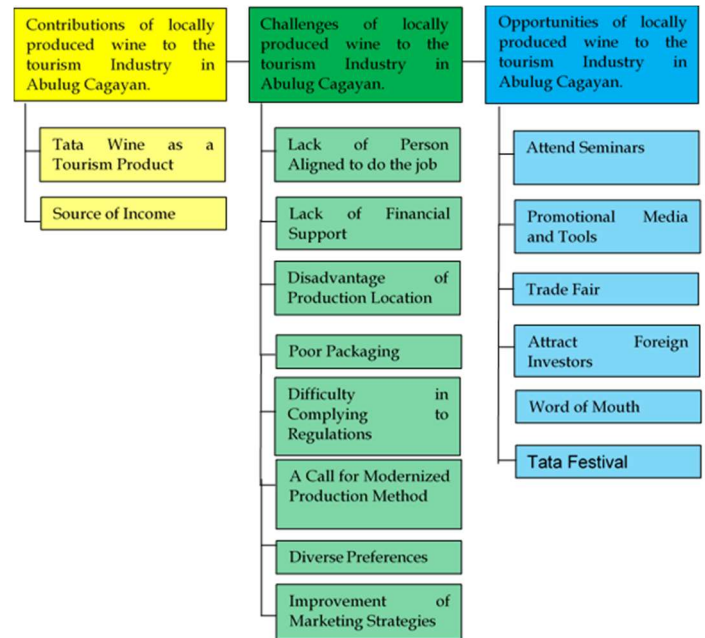 Contributions of locally
produced wine to the
tourism Industry in
Abulug Cagayan.
Tata Wine as a
Tourism Product
Source of Income
Challenges of locally
produced wine to the
tourism Industry in
Abulug Cagayan.
Lack of Person
Aligned to do the job
Lack of Financial
Support
Disadvantage of
Production Location
Poor Packaging
Difficulty in
Complying to
Regulations
A Call for Modernized
Production Method
Diverse Preferences
Improvement of
Marketing Strategies
Opportunities of locally
produced wine to the
tourism Industry in
Abulug Cagayan.
Attend Seminars
Promotional Media
and Tools
Trade Fair
Attract Foreign
Investors
Word of Mouth
Tata Festival